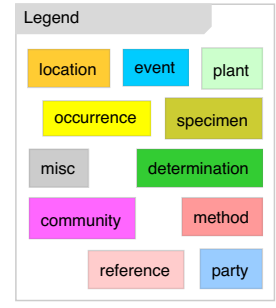 Legend
location event plant
occurrence specimen
misc determination
community method
reference party